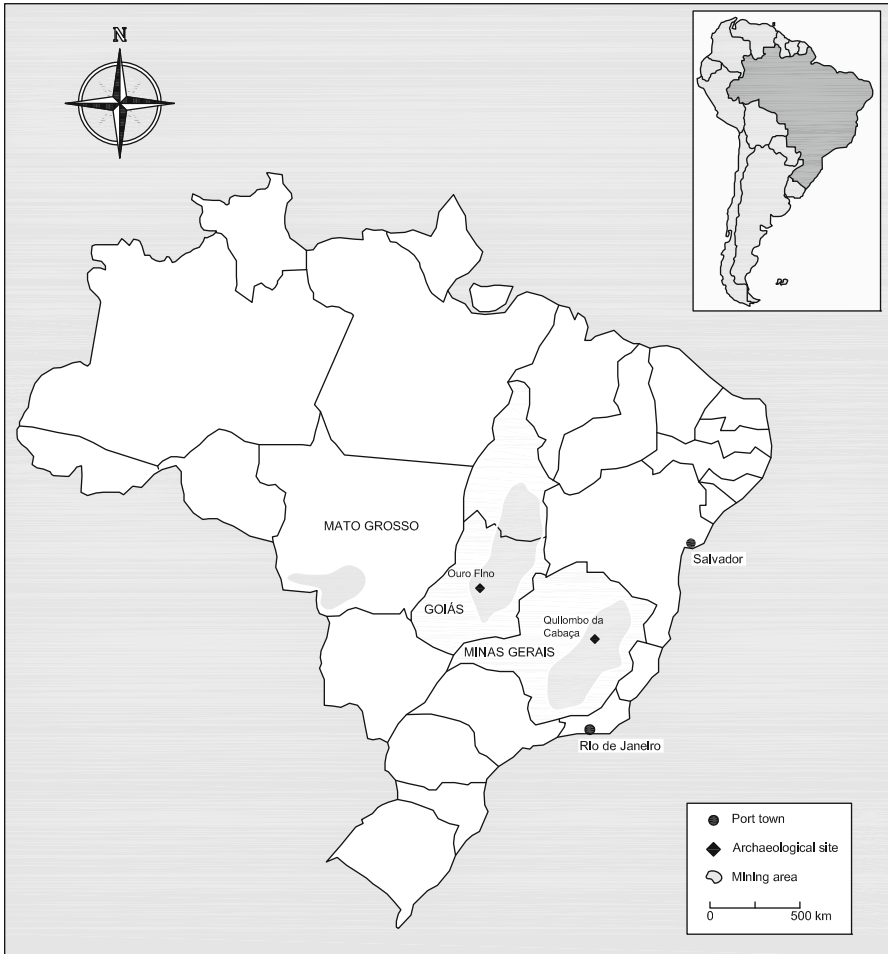 N
MATO GROSSO
Salvador
Ouro Fino
GOIÁS
Quilombo da
Cabaça
MINAS GERAIS
Rio de Janeiro
Port town
Archaeological site
Mining area
0 500 km